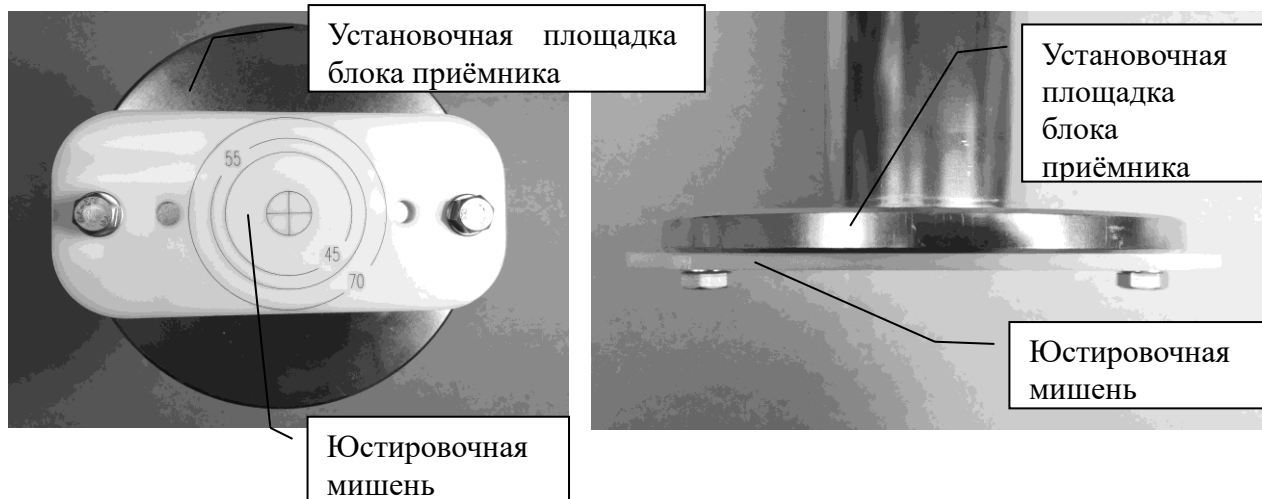 Установочная площадка
блока приёмника
55
45
70
Юстировочная
мишень
Установочная
площадка
блока
приёмника
Юстировочная
мишень